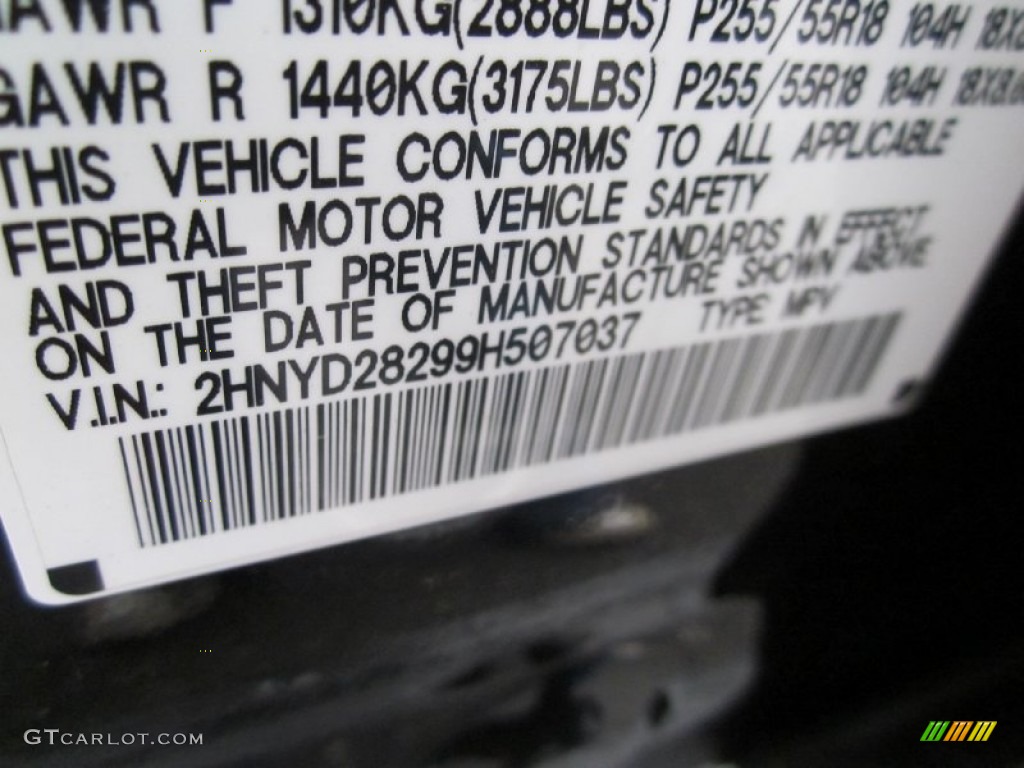 GAWR F 1310KG(2888LBS) P255/55R18 104H
GAWR R 1440KG(3175LBS) P255/55R18 104H
THIS VEHICLE CONFORMS TO ALL APPLICABLE
FEDERAL MOTOR VEHICLE SAFETY
AND THEFT PREVENTION STANDARDS IN EFFECT
ON THE DATE OF MANUFACTURE SHOWN ABOVE
V.I.N.: 2HNYD28299H507037 TYPE: MPV
GTCARLOT.COM